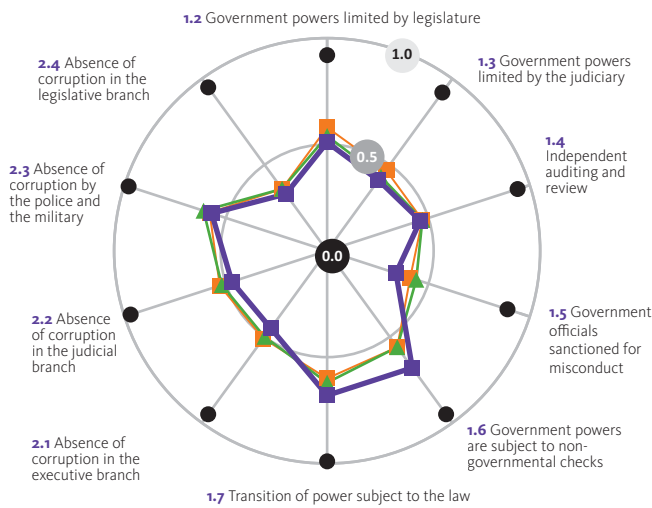 1.2 Government powers limited by legislature
1.0
1.3 Government powers
limited by the judiciary
2.4 Absence of
corruption in the
legislative branch
1.4
Independent
auditing and
review
0.5
2.3 Absence of
corruption by
the police and
the military
0.0
1.5 Government
officials
sanctioned for
misconduct
2.2 Absence
of corruption
in the judicial
branch
1.6 Government powers
are subject to non-
governmental checks
2.1 Absence of
corruption in the
executive branch
1.7 Transition of power subject to the law